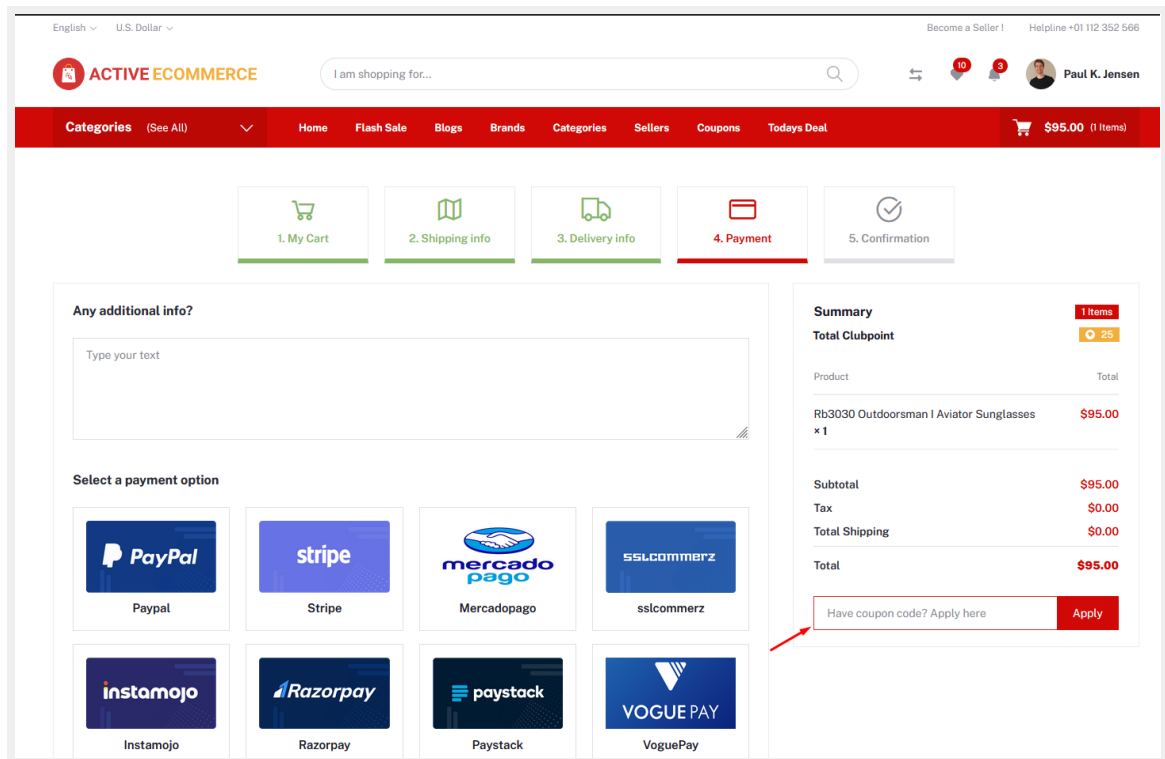 English U.S. Dollar Become a Seller ! Helpline +01 112 352 566
ACTIVE ECOMMERCE I am shopping for... 10 3 Paul K. Jensen
Categories (See All) Home Flash Sale Blogs Brands Categories Sellers Coupons Todays Deal $95.00 (1 Items)
1. My Cart 2. Shipping info 3. Delivery info 4. Payment 5. Confirmation
Any additional info?
Type your text
Select a payment option
PayPal stripe mercado pago SSLCOMMERZ
Paypal Stripe Mercadopago sslcommerz
instamojo Razorpay paystack VOGUE PAY
Instamojo Razorpay Paystack VoguePay
Summary 1 Items
Total Clubpoint 25
Product Total
Rb3030 Outdoorsman I Aviator Sunglasses $95.00
× 1
Subtotal $95.00
Tax $0.00
Total Shipping $0.00
Total $95.00
Have coupon code? Apply here Apply